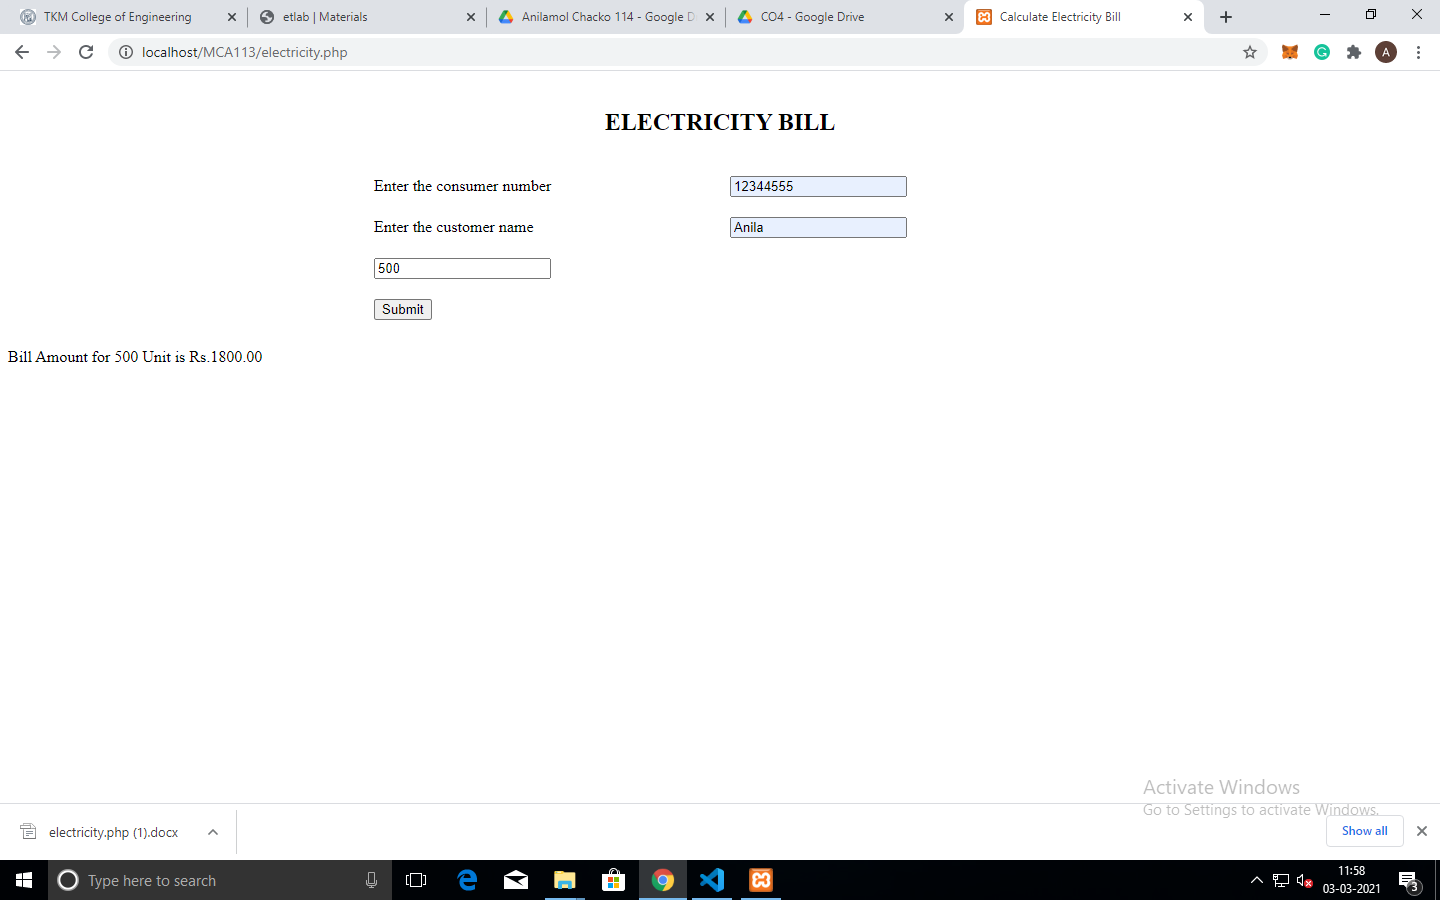 TKM College of Engineering
etlab | Materials
Anilamol Chacko 114 - Google D
CO4 - Google Drive
Calculate Electricity Bill
localhost/MCA113/electricity.php
A
ELECTRICITY BILL
Enter the consumer number 12344555
Enter the customer name Anila
500
Submit
Bill Amount for 500 Unit is Rs.1800.00
Activate Windows
Go to Settings to activate Windows.
electricity.php (1).docx
Show all
Type here to search
11:58
03-03-2021
3